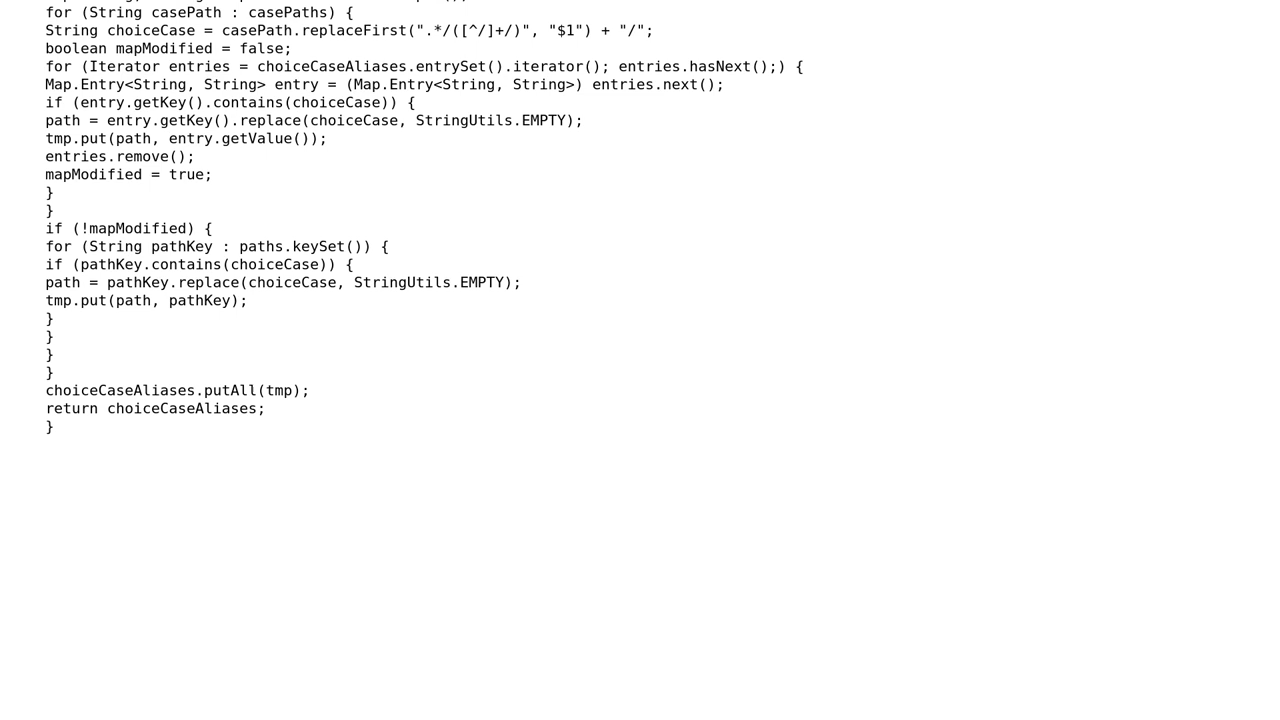 for (String casePath : casePaths) {
String choiceCase = casePath.replaceFirst(".*/([^/]+/)", "$1") + "/";
boolean mapModified = false;
for (Iterator entries = choiceCaseAliases.entrySet().iterator(); entries.hasNext();) {
Map.Entry<String, String> entry = (Map.Entry<String, String>) entries.next();
if (entry.getKey().contains(choiceCase)) {
path = entry.getKey().replace(choiceCase, StringUtils.EMPTY);
tmp.put(path, entry.getValue());
entries.remove();
mapModified = true;
}
}
if (!mapModified) {
for (String pathKey : paths.keySet()) {
if (pathKey.contains(choiceCase)) {
path = pathKey.replace(choiceCase, StringUtils.EMPTY);
tmp.put(path, pathKey);
}
}
}
}
choiceCaseAliases.putAll(tmp);
return choiceCaseAliases;
}